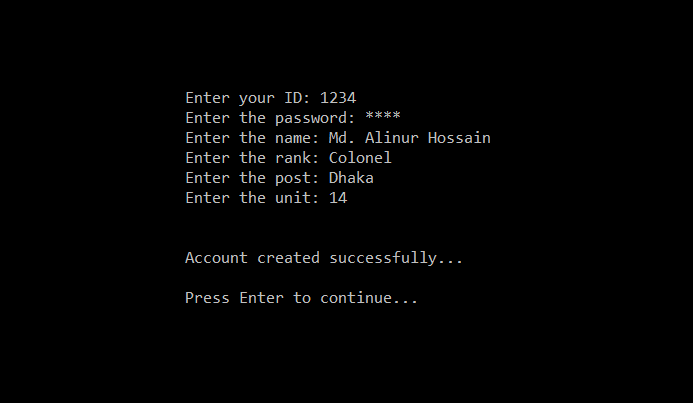 Enter your ID: 1234
Enter the password: ****
Enter the name: Md. Alinur Hossain
Enter the rank: Colonel
Enter the post: Dhaka
Enter the unit: 14
Account created successfully...
Press Enter to continue...